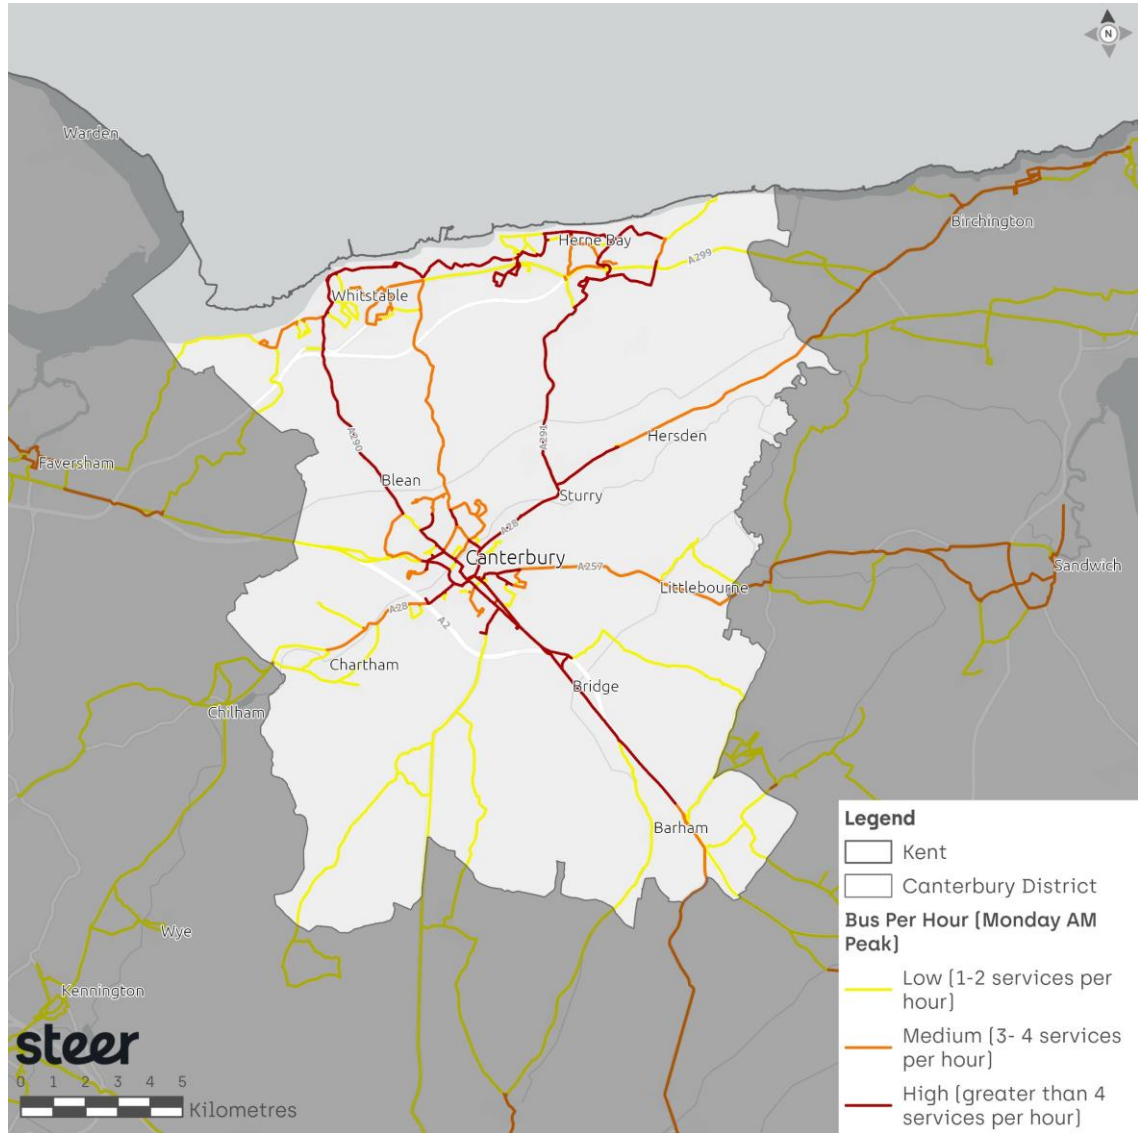 N
Warden
Birchington
Herne Bay
A299
Whitstable
A290
A291
Hersden
Faversham
Blean
Sturry
A28
Canterbury
A257
Sandwich
Littlebourne
A28
A2
Chartham
Bridge
Chilham
Barham
Wye
Kennington
steer
0 1 2 3 4 5
Kilometres
Legend
Kent
Canterbury District
Bus Per Hour (Monday AM
Peak)
Low (1-2 services per
hour)
Medium (3- 4 services
per hour)
High (greater than 4
services per hour)